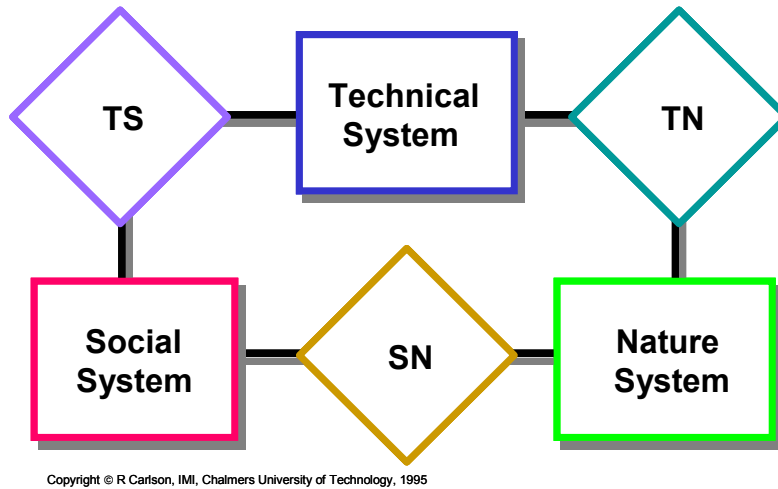 TS
Technical
System
TN
Social
System
SN
Nature
System
Copyright © R Carlson, IMI, Chalmers University of Technology, 1995